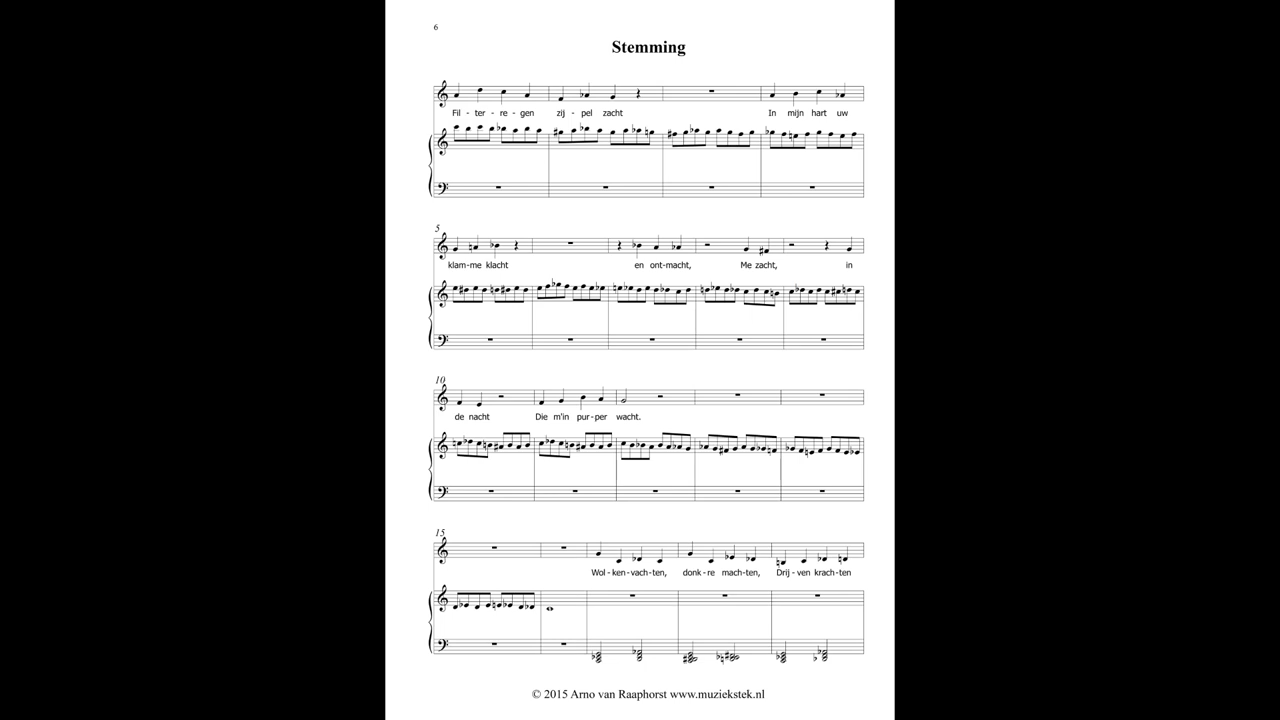 6
Stemming
Fil - ter - re - gen zij - pel zacht In mijn hart uw
5
klam-me klacht en ont-macht, Me zacht, in
10
de nacht Die m'in pur-per wacht.
15
Wol-ken-vach-ten, donk-re mach-ten, Drij-ven krach-ten
© 2015 Arno van Raaphorst www.muziekstek.nl